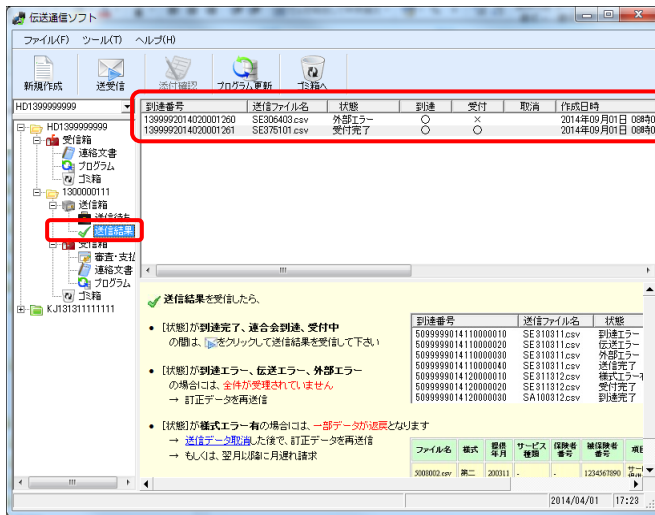 伝送通信ソフト
ファイル(F) ツール(T) ヘルプ(H)
新規作成 送受信 添付確認 プログラム更新 ゴミ箱へ
HD1399999999
HD1399999999
受信箱
連絡文書
プログラム
ゴミ箱
1300000111
送信箱
送信待ち
送信結果
受信箱
審査・支払
連絡文書
プログラム
ゴミ箱
KJ131311111111
到達番号 送信ファイル名 状態 到達 受付 取消 作成日時
1399992014020001260 SE306403.csv 外部エラー ○ × 2014年09月01日 08時0
1399992014020001261 SE375101.csv 受付完了 ○ ○ 2014年09月01日 08時0
送信結果を受信したら、
• [状態]が到達完了、連合会到達、受付中
の間は、をクリックして送信結果を受信して下さい
• [状態]が到達エラー、伝送エラー、外部エラー
の場合には、全件が受理されていません
→ 訂正データを再送信
• [状態]が様式エラー有の場合には、一部データが返戻となります
→ 送信データ取消した後で、訂正データを再送信
→ もしくは、翌月以降に月遅れ請求
到達番号 送信ファイル名 状態
5099999014110000010 SE310311.csv 到達エラー
5099999014110000020 SE310311.csv 伝送エラー
5099999014110000030 SE310311.csv 外部エラー
5099999014110000040 SE310311.csv 送信完了
5099999014120000010 SE311312.csv 様式エラー有
5099999014120000020 SE311312.csv 受付完了
5099999014120000030 SA100312.csv 到達完了
ファイル名 様式 提供年月 サービス種類 保険者番号 被保険者番号 項目
5008002.csv 第二 200311 - - 1234567890
2014/04/01 17:23